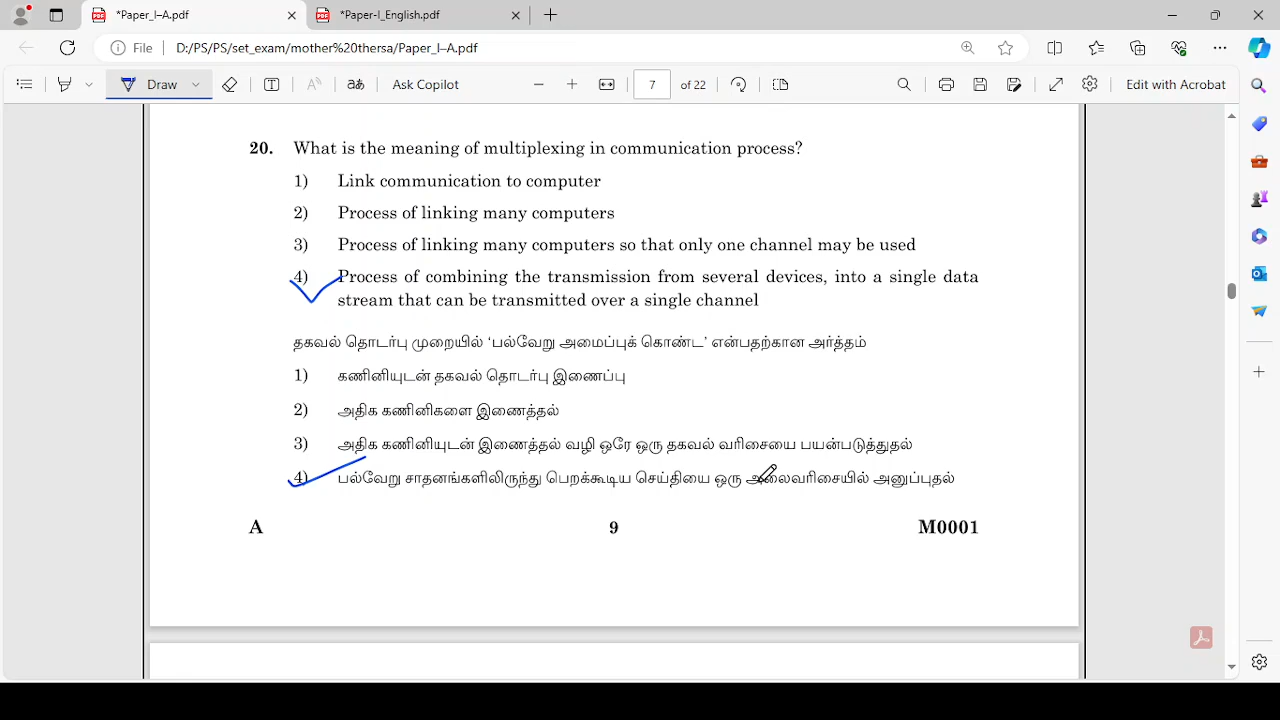 *Paper_I–A.pdf
*Paper-I_English.pdf
File D:/PS/PS/set_exam/mother%20thersa/Paper_I–A.pdf
Draw
Ask Copilot
7 of 22
Edit with Acrobat
20. What is the meaning of multiplexing in communication process?
1) Link communication to computer
2) Process of linking many computers
3) Process of linking many computers so that only one channel may be used
4) Process of combining the transmission from several devices, into a single data
stream that can be transmitted over a single channel
தகவல் தொடர்பு முறையில் ‘பல்வேறு அமைப்புக் கொண்ட’ என்பதற்கான அர்த்தம்
1) கணினியுடன் தகவல் தொடர்பு இணைப்பு
2) அதிக கணினிகளை இணைத்தல்
3) அதிக கணினியுடன் இணைத்தல் வழி ஒரே ஒரு தகவல் வரிசையை பயன்படுத்துதல்
4) பல்வேறு சாதனங்களிலிருந்து பெறக்கூடிய செய்தியை ஒரு அலைவரிசையில் அனுப்புதல்
A 9 M0001